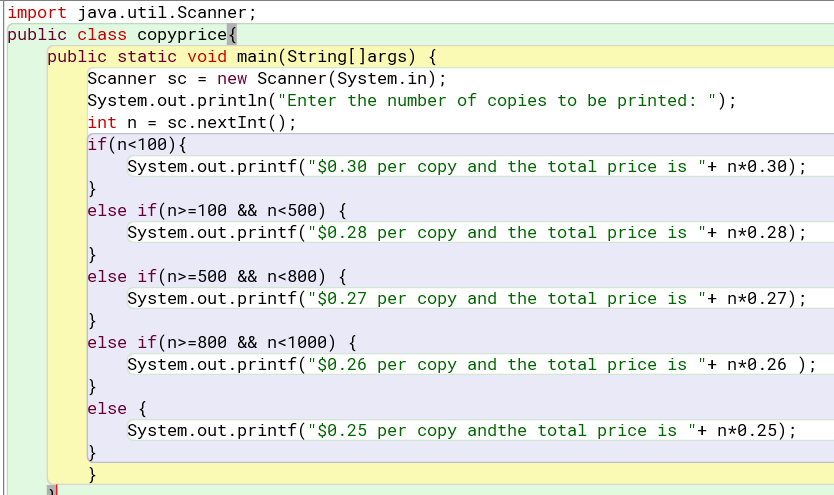 import java.util.Scanner;
public class copyprice{
    public static void main(String[]args) {
        Scanner sc = new Scanner(System.in);
        System.out.println("Enter the number of copies to be printed: ");
        int n = sc.nextInt();
        if(n<100){
            System.out.printf("$0.30 per copy and the total price is "+ n*0.30);
        }
        else if(n>=100 && n<500) {
            System.out.printf("$0.28 per copy and the total price is "+ n*0.28);
        }
        else if(n>=500 && n<800) {
            System.out.printf("$0.27 per copy and the total price is "+ n*0.27);
        }
        else if(n>=800 && n<1000) {
            System.out.printf("$0.26 per copy and the total price is "+ n*0.26 );
        }
        else {
            System.out.printf("$0.25 per copy andthe total price is "+ n*0.25);
        }
        }
    }